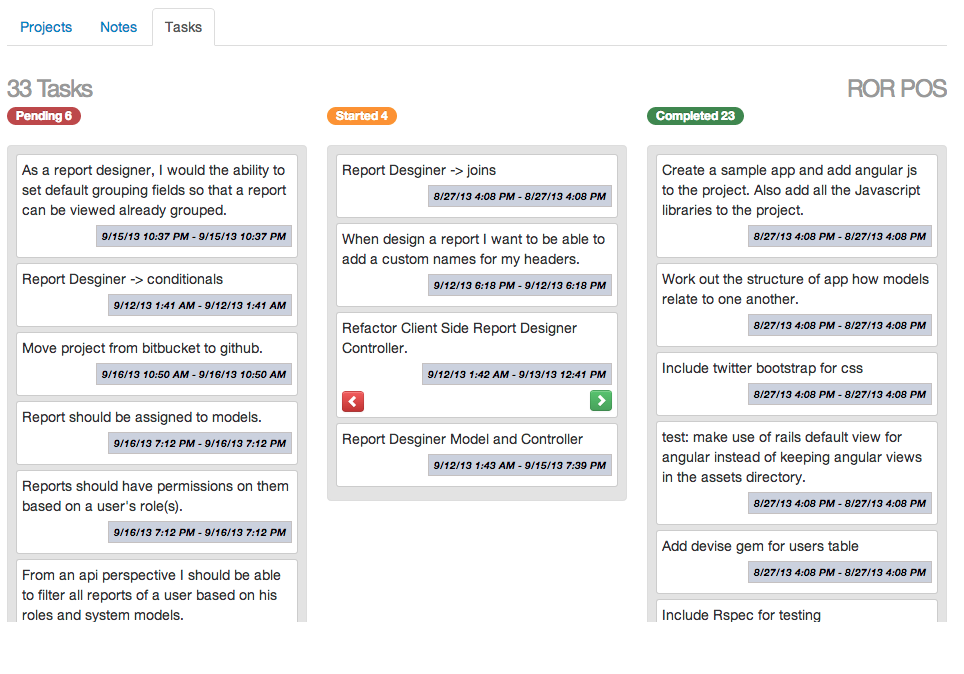 Projects
Notes
Tasks
33 Tasks
ROR POS
Pending 6
As a report designer, I would the ability to
set default grouping fields so that a report
can be viewed already grouped.
9/15/13 10:37 PM - 9/15/13 10:37 PM
Report Desginer -> conditionals
9/12/13 1:41 AM - 9/12/13 1:41 AM
Move project from bitbucket to github.
9/16/13 10:50 AM - 9/16/13 10:50 AM
Report should be assigned to models.
9/16/13 7:12 PM - 9/16/13 7:12 PM
Reports should have permissions on them
based on a user's role(s).
9/16/13 7:12 PM - 9/16/13 7:12 PM
From an api perspective I should be able
to filter all reports of a user based on his
roles and system models.
Started 4
Report Desginer -> joins
8/27/13 4:08 PM - 8/27/13 4:08 PM
When design a report I want to be able to
add a custom names for my headers.
9/12/13 6:18 PM - 9/12/13 6:18 PM
Refactor Client Side Report Designer
Controller.
9/12/13 1:42 AM - 9/13/13 12:41 PM
Report Desginer Model and Controller
9/12/13 1:43 AM - 9/15/13 7:39 PM
Completed 23
Create a sample app and add angular js
to the project. Also add all the Javascript
libraries to the project.
8/27/13 4:08 PM - 8/27/13 4:08 PM
Work out the structure of app how models
relate to one another.
8/27/13 4:08 PM - 8/27/13 4:08 PM
Include twitter bootstrap for css
8/27/13 4:08 PM - 8/27/13 4:08 PM
test: make use of rails default view for
angular instead of keeping angular views
in the assets directory.
8/27/13 4:08 PM - 8/27/13 4:08 PM
Add devise gem for users table
8/27/13 4:08 PM - 8/27/13 4:08 PM
Include Rspec for testing